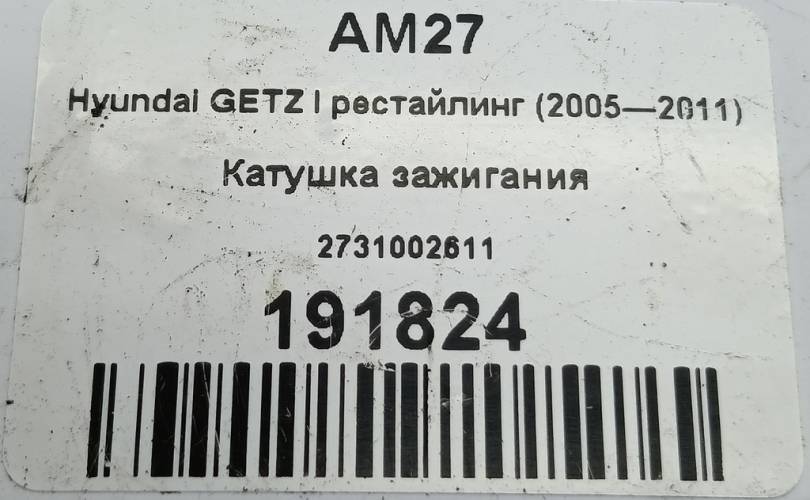 AM27
Hyundai GETZ I рестайлинг (2005—2011)
Катушка зажигания
2731002611
191824